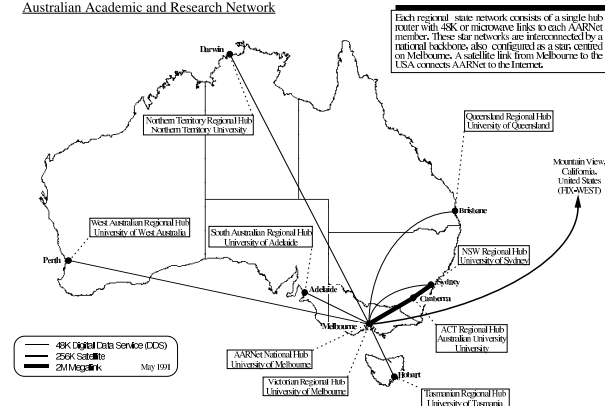 Australian Academic and Research Network
Each regional state network consists of a single hub
router with 48K or microwave links to each AARNet
member. These star networks are interconnected by a
national backbone, also configured as a star, centred
on Melbourne. A satellite link from Melbourne to the
USA connects AARNet to the Internet.
Darwin
Northern Territory Regional Hub
Northern Territory University
Queensland Regional Hub
University of Queensland
Mountain View,
California,
United States
(FIX-WEST)
Brisbane
West Australian Regional Hub
University of West Australia
South Australian Regional Hub
University of Adelaide
NSW Regional Hub
University of Sydney
Perth
Adelaide
Sydney
Canberra
Melbourne
ACT Regional Hub
Australian University
University
48K Digital Data Service (DDS)
256K Satellite
2M Megalink
May 1991
AARNet National Hub
University of Melbourne
Victorian Regional Hub
University of Melbourne
Hobart
Tasmanian Regional Hub
University of Tasmania